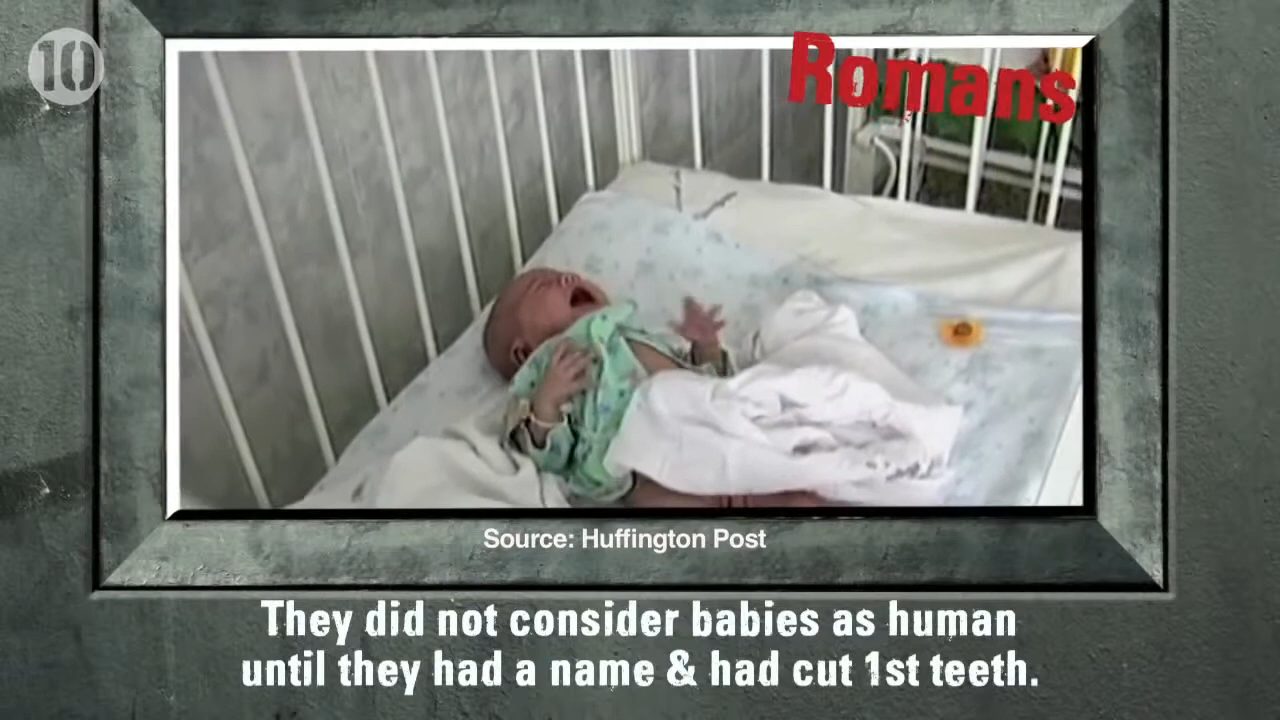 10
Romans
Source: Huffington Post
They did not consider babies as human
until they had a name & had cut 1st teeth.